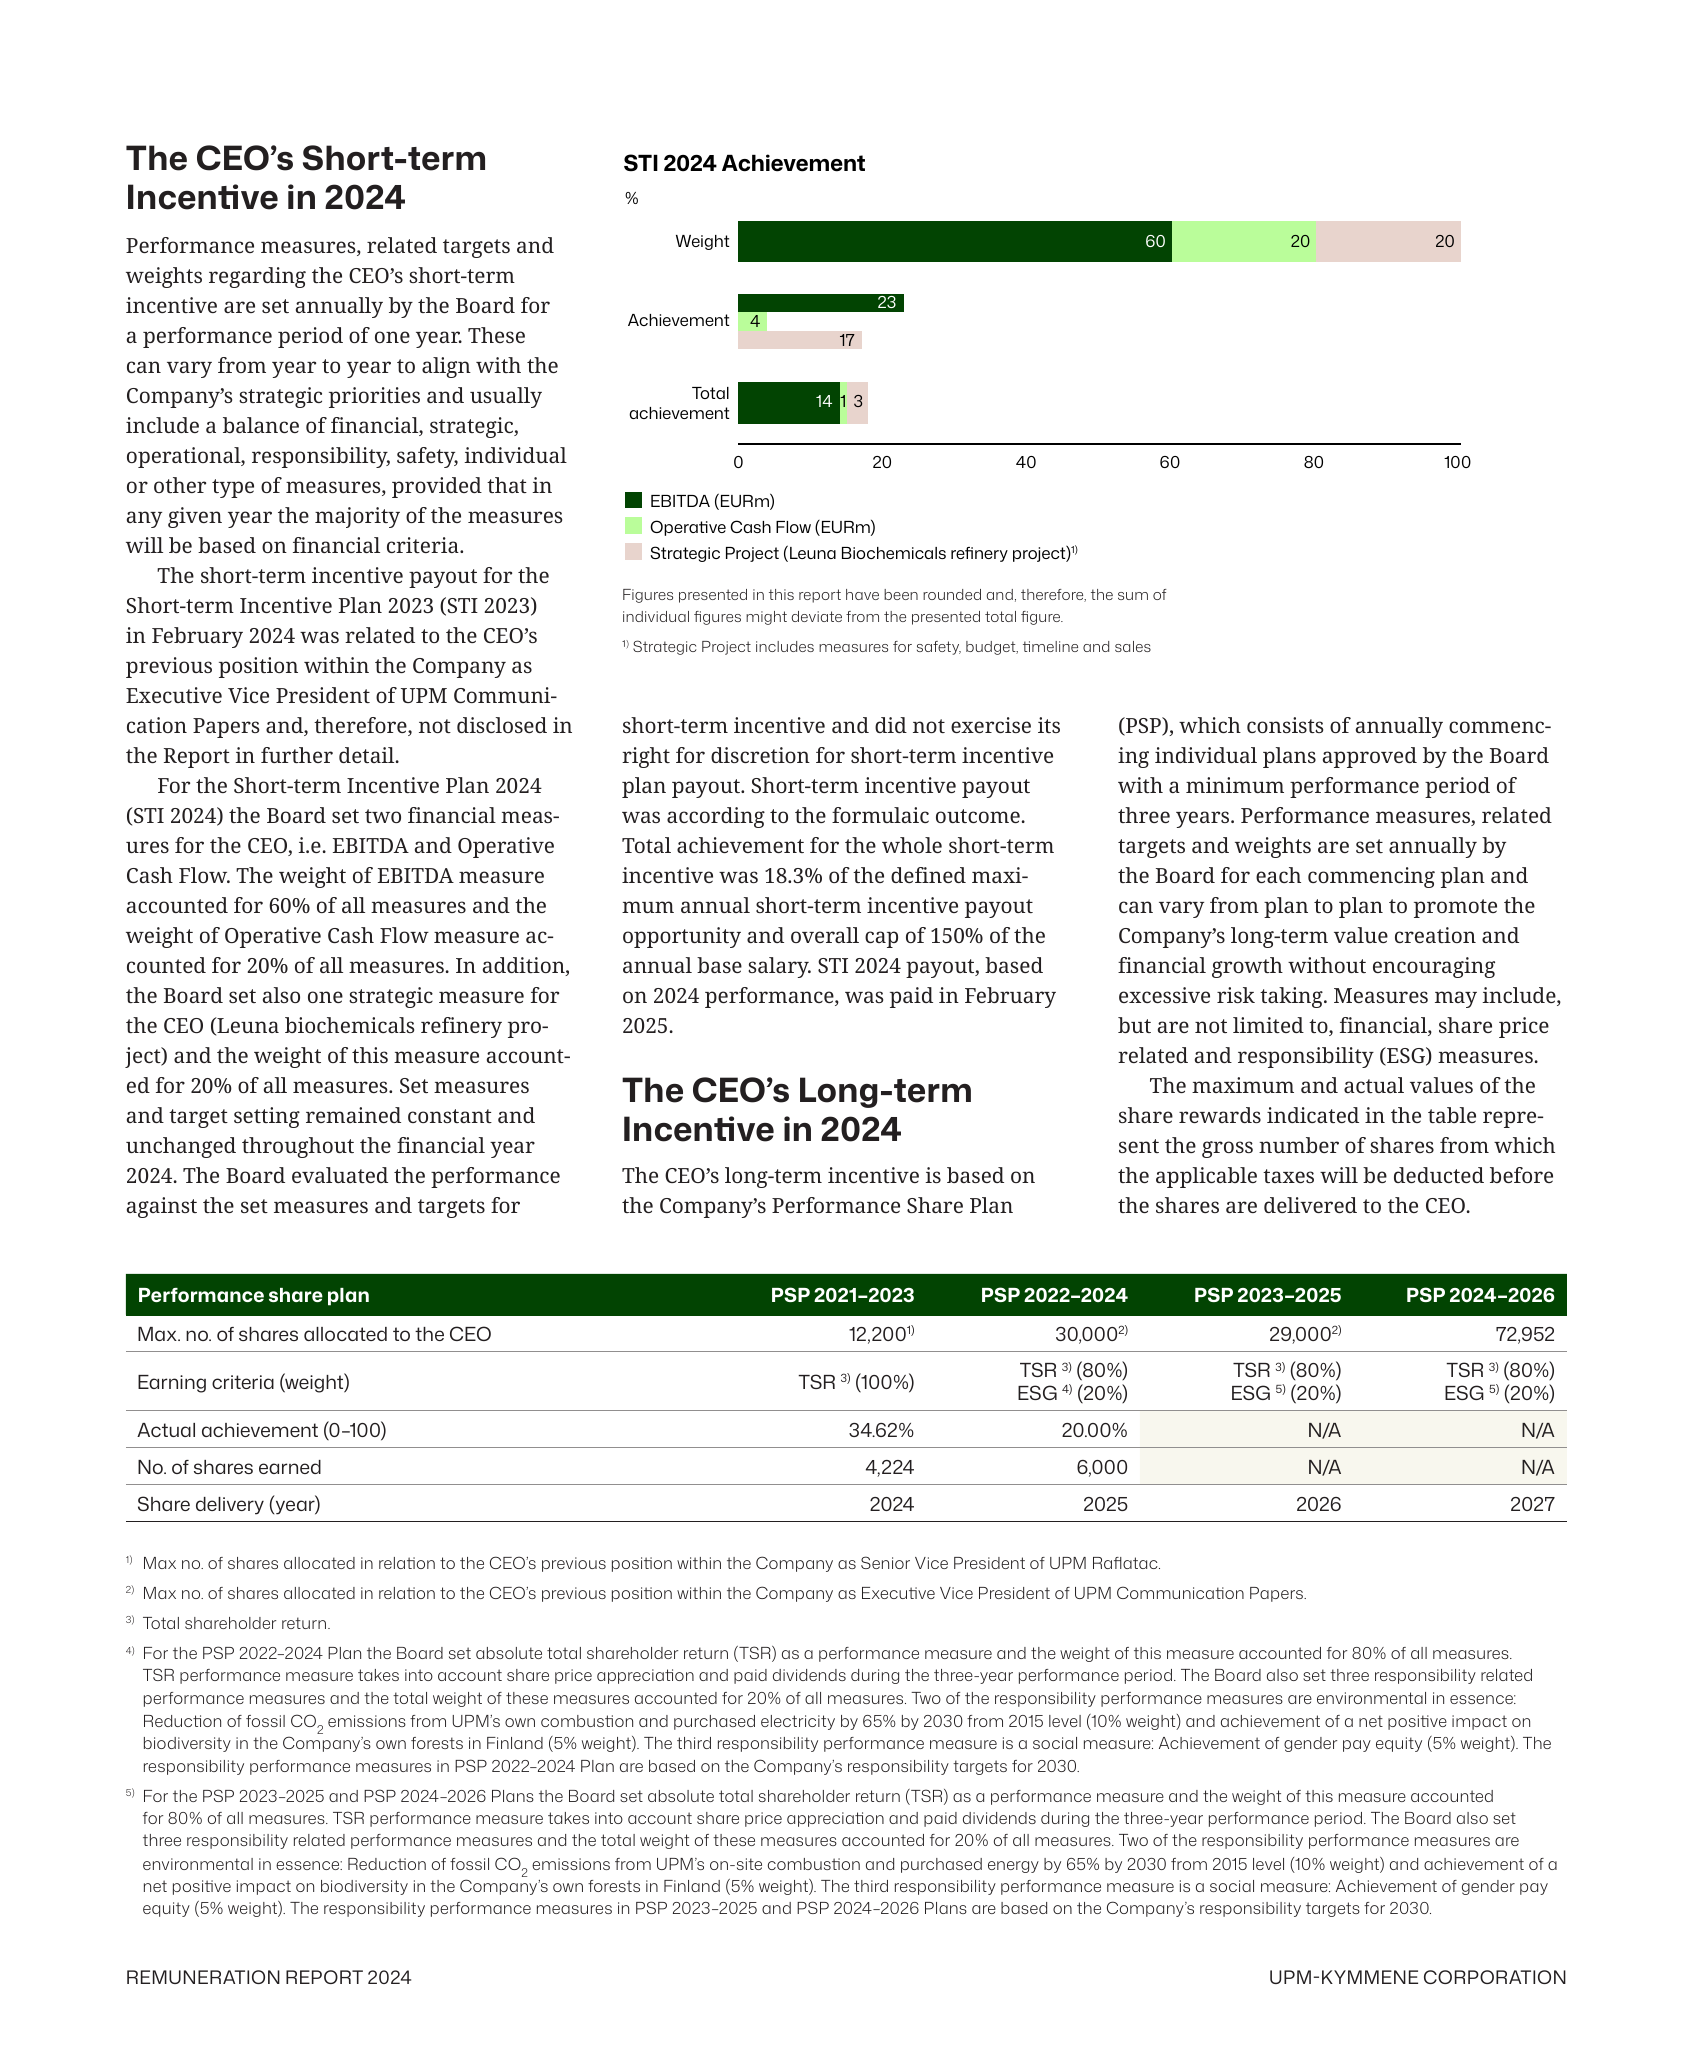 The CEO’s Short-term
Incentive in 2024
Performance measures, related targets and
weights regarding the CEO’s short-term
incentive are set annually by the Board for
a performance period of one year. These
can vary from year to year to align with the
Company’s strategic priorities and usually
include a balance of financial, strategic,
operational, responsibility, safety, individual
or other type of measures, provided that in
any given year the majority of the measures
will be based on financial criteria.
The short-term incentive payout for the
Short-term Incentive Plan 2023 (STI 2023)
in February 2024 was related to the CEO’s
previous position within the Company as
Executive Vice President of UPM Communi-
cation Papers and, therefore, not disclosed in
the Report in further detail.
For the Short-term Incentive Plan 2024
(STI 2024) the Board set two financial meas-
ures for the CEO, i.e. EBITDA and Operative
Cash Flow. The weight of EBITDA measure
accounted for 60% of all measures and the
weight of Operative Cash Flow measure ac-
counted for 20% of all measures. In addition,
the Board set also one strategic measure for
the CEO (Leuna biochemicals refinery pro-
ject) and the weight of this measure account-
ed for 20% of all measures. Set measures
and target setting remained constant and
unchanged throughout the financial year
2024. The Board evaluated the performance
against the set measures and targets for
STI 2024 Achievement
%
Weight 60 20 20
Achievement 23
4
17
Total
achievement 14 1 3
0 20 40 60 80 100
EBITDA (EURm)
Operative Cash Flow (EURm)
Strategic Project (Leuna Biochemicals refinery project)1)
Figures presented in this report have been rounded and, therefore, the sum of
individual figures might deviate from the presented total figure.
1) Strategic Project includes measures for safety, budget, timeline and sales
short-term incentive and did not exercise its
right for discretion for short-term incentive
plan payout. Short-term incentive payout
was according to the formulaic outcome.
Total achievement for the whole short-term
incentive was 18.3% of the defined maxi-
mum annual short-term incentive payout
opportunity and overall cap of 150% of the
annual base salary. STI 2024 payout, based
on 2024 performance, was paid in February
2025.
The CEO’s Long-term
Incentive in 2024
The CEO’s long-term incentive is based on
the Company’s Performance Share Plan
(PSP), which consists of annually commenc-
ing individual plans approved by the Board
with a minimum performance period of
three years. Performance measures, related
targets and weights are set annually by
the Board for each commencing plan and
can vary from plan to plan to promote the
Company’s long-term value creation and
financial growth without encouraging
excessive risk taking. Measures may include,
but are not limited to, financial, share price
related and responsibility (ESG) measures.
The maximum and actual values of the
share rewards indicated in the table repre-
sent the gross number of shares from which
the applicable taxes will be deducted before
the shares are delivered to the CEO.
Performance share plan PSP 2021–2023 PSP 2022–2024 PSP 2023–2025 PSP 2024–2026
Max. no. of shares allocated to the CEO 12,2001) 30,0002) 29,0002) 72,952
Earning criteria (weight) TSR 3) (100%) TSR 3) (80%) TSR 3) (80%) TSR 3) (80%)
ESG 4) (20%) ESG 5) (20%) ESG 5) (20%)
Actual achievement (0–100) 34.62% 20.00% N/A N/A
No. of shares earned 4,224 6,000 N/A N/A
Share delivery (year) 2024 2025 2026 2027
1) Max no. of shares allocated in relation to the CEO’s previous position within the Company as Senior Vice President of UPM Raflatac.
2) Max no. of shares allocated in relation to the CEO’s previous position within the Company as Executive Vice President of UPM Communication Papers.
3) Total shareholder return.
4) For the PSP 2022–2024 Plan the Board set absolute total shareholder return (TSR) as a performance measure and the weight of this measure accounted for 80% of all measures.
TSR performance measure takes into account share price appreciation and paid dividends during the three-year performance period. The Board also set three responsibility related
performance measures and the total weight of these measures accounted for 20% of all measures. Two of the responsibility performance measures are environmental in essence:
Reduction of fossil CO2 emissions from UPM’s own combustion and purchased electricity by 65% by 2030 from 2015 level (10% weight) and achievement of a net positive impact on
biodiversity in the Company’s own forests in Finland (5% weight). The third responsibility performance measure is a social measure: Achievement of gender pay equity (5% weight). The
responsibility performance measures in PSP 2022–2024 Plan are based on the Company’s responsibility targets for 2030.
5) For the PSP 2023–2025 and PSP 2024–2026 Plans the Board set absolute total shareholder return (TSR) as a performance measure and the weight of this measure accounted
for 80% of all measures. TSR performance measure takes into account share price appreciation and paid dividends during the three-year performance period. The Board also set
three responsibility related performance measures and the total weight of these measures accounted for 20% of all measures. Two of the responsibility performance measures are
environmental in essence: Reduction of fossil CO2 emissions from UPM’s on-site combustion and purchased energy by 65% by 2030 from 2015 level (10% weight) and achievement of a
net positive impact on biodiversity in the Company’s own forests in Finland (5% weight). The third responsibility performance measure is a social measure: Achievement of gender pay
equity (5% weight). The responsibility performance measures in PSP 2023–2025 and PSP 2024–2026 Plans are based on the Company’s responsibility targets for 2030.
REMUNERATION REPORT 2024 UPM-KYMMENE CORPORATION